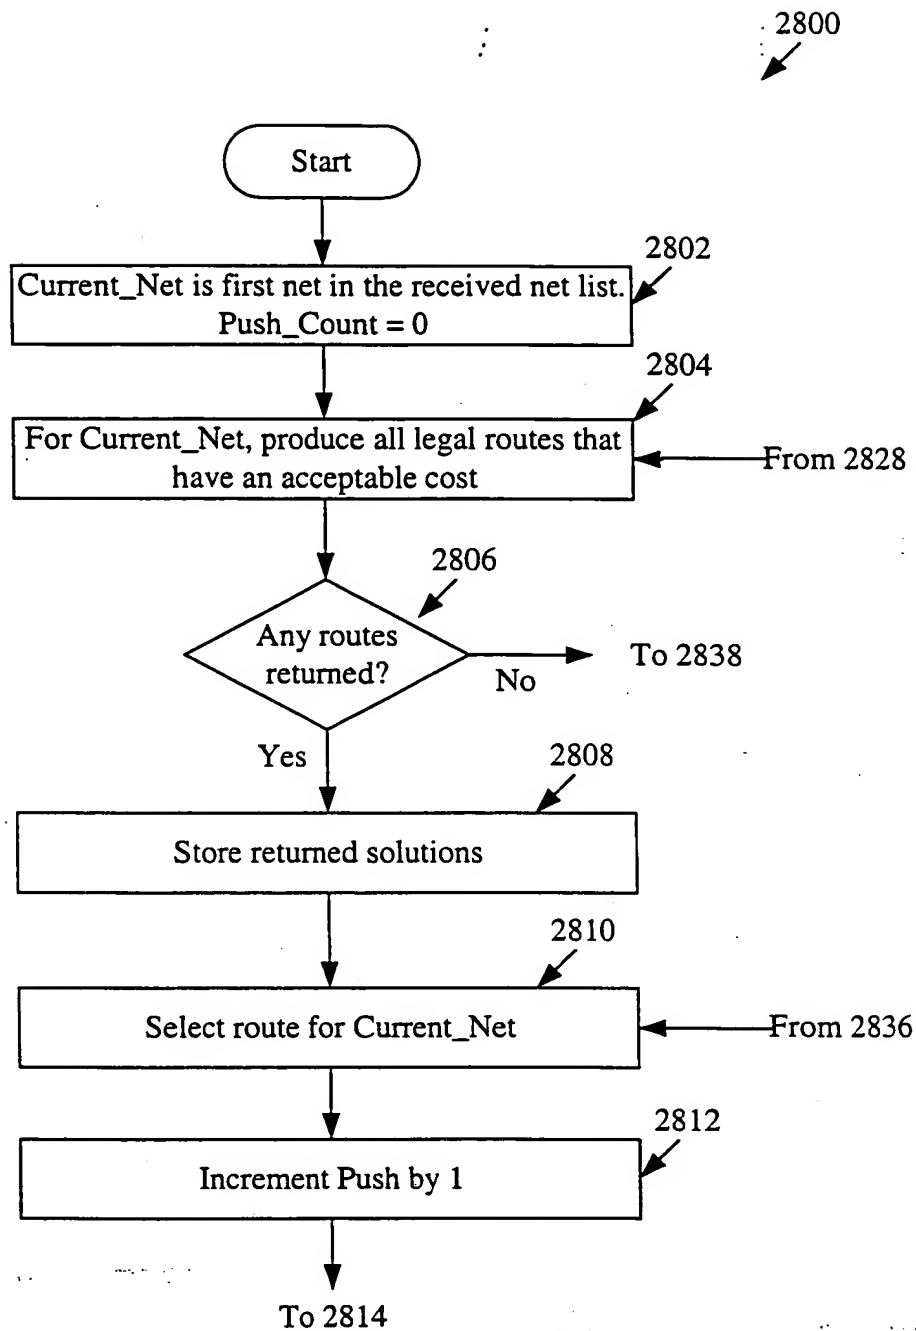 2800
Start
2802
Current_Net is first net in the received net list.
Push_Count = 0
2804
For Current_Net, produce all legal routes that
have an acceptable cost
From 2828
2806
Any routes
returned?
No
To 2838
Yes
2808
Store returned solutions
2810
Select route for Current_Net
From 2836
2812
Increment Push by 1
To 2814